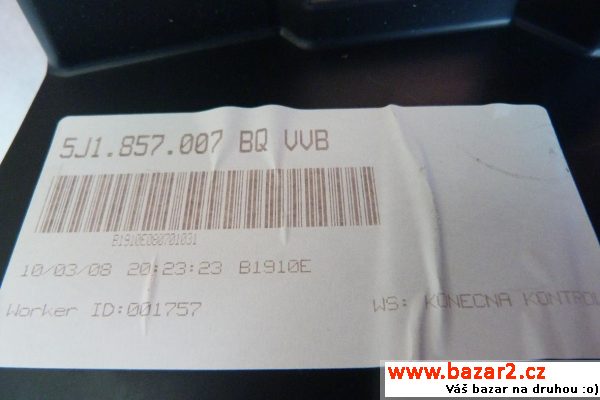 5J1.857.007 BQ VVB
B1910E080701031
10/03/08 20:23:23 B1910E
Worker ID:001757 WS: KONECNA KONTROL
www.bazar2.cz
Váš bazar na druhou :o)